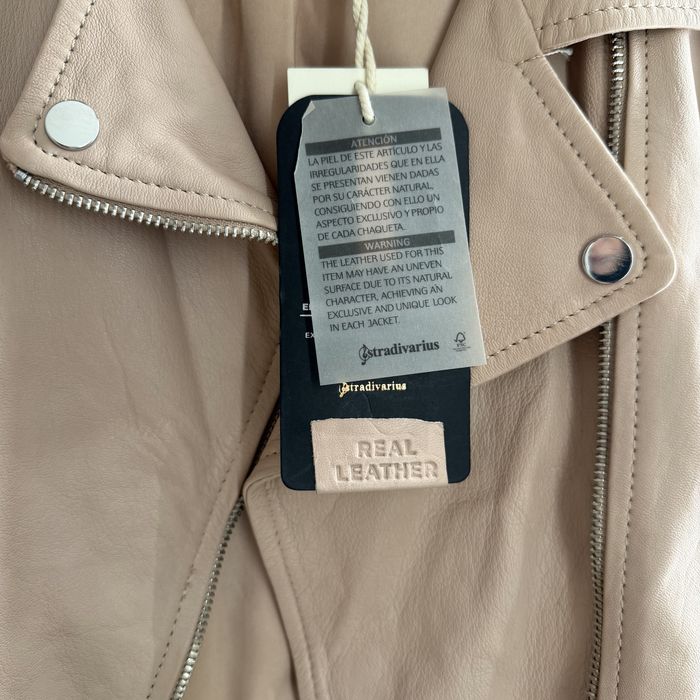 ATENCIÓN
LA PIEL DE ESTE ARTÍCULO Y LAS
IRREGULARIDADES QUE EN ELLA
SE PRESENTAN VIENEN DADAS
POR SU CARÁCTER NATURAL,
CONSIGUIENDO CON ELLO UN
ASPECTO EXCLUSIVO Y PROPIO
DE CADA CHAQUETA.
WARNING
THE LEATHER USED FOR THIS
ITEM MAY HAVE AN UNEVEN
SURFACE DUE TO ITS NATURAL
CHARACTER, ACHIEVING AN
EXCLUSIVE AND UNIQUE LOOK
IN EACH JACKET.
stradivarius
FSC
stradivarius
REAL
LEATHER